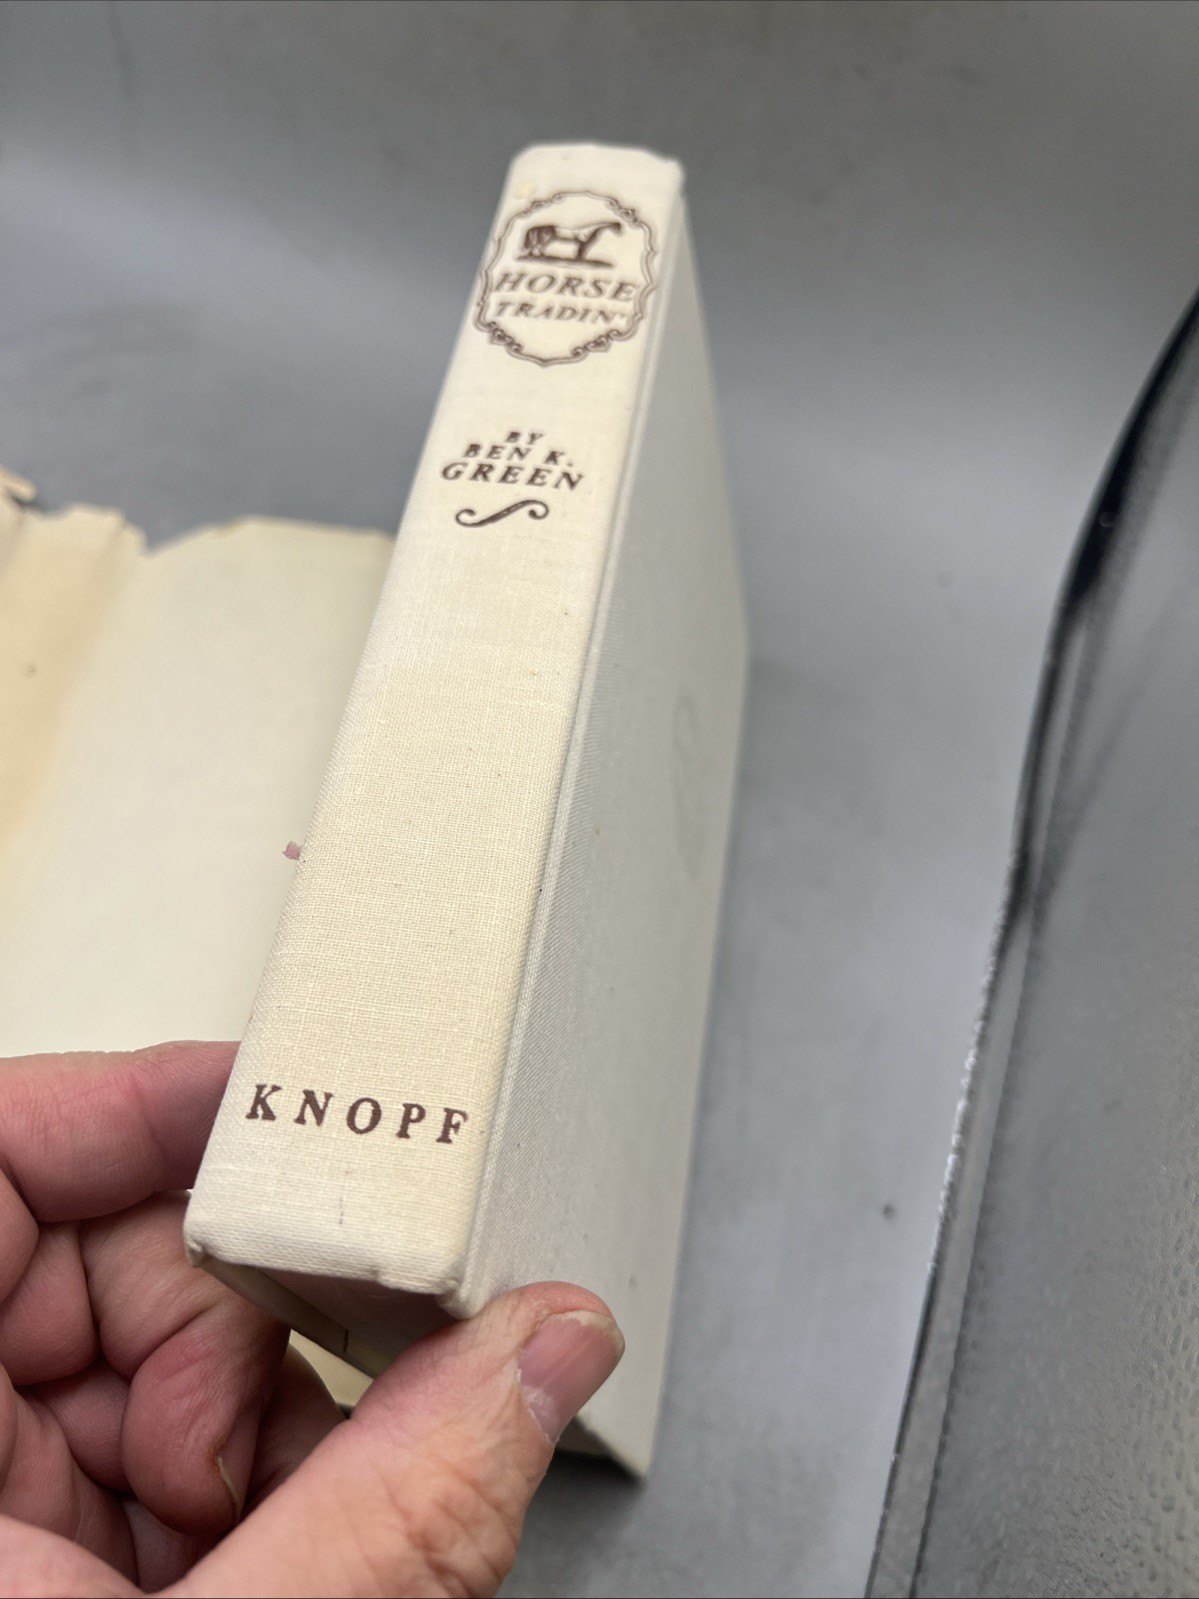 HORSE
TRADIN'
BY
BEN K.
GREEN
KNOPF